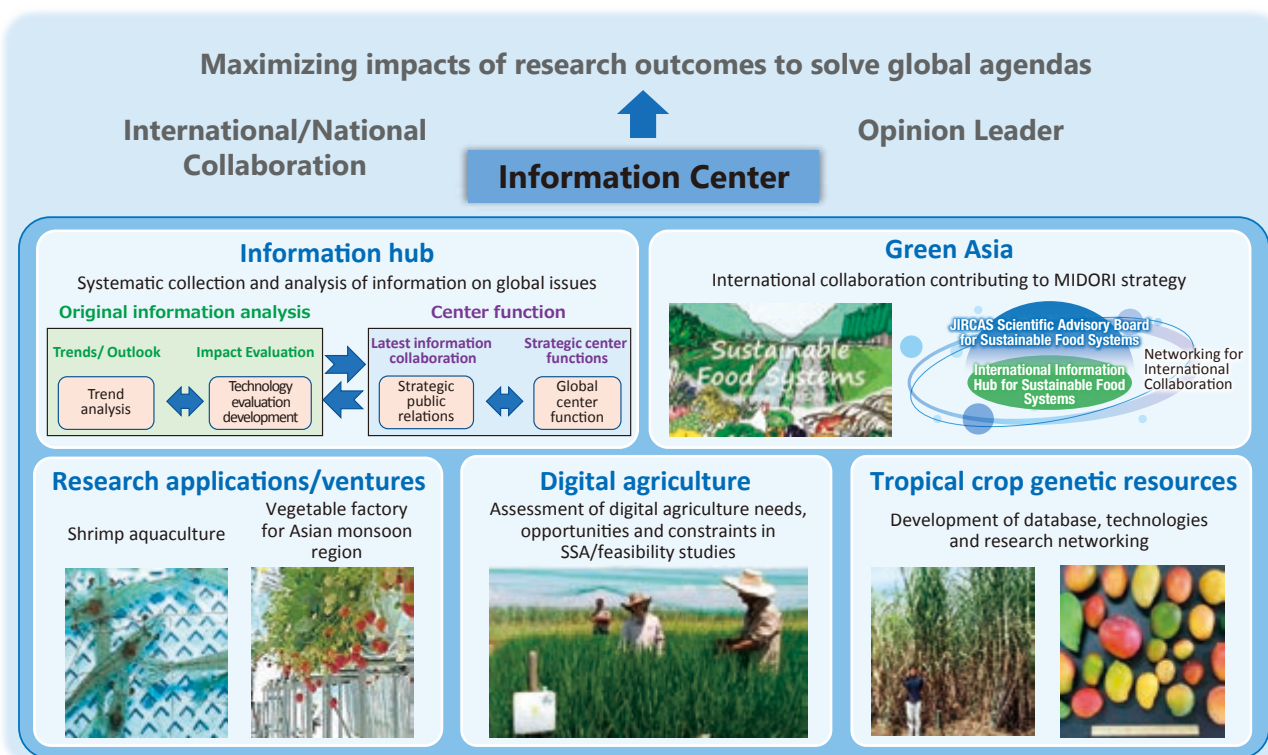 Maximizing impacts of research outcomes to solve global agendas
International/National
Collaboration
Opinion Leader
Information Center
Information hub
Systematic collection and analysis of information on global issues
Original information analysis
Center function
Trends/ Outlook
Impact Evaluation
Trend
analysis
Technology
evaluation
development
Latest information
collaboration
Strategic center
functions
Strategic
public
relations
Global
center
function
Green Asia
International collaboration contributing to MIDORI strategy
Sustainable
Food Systems
JIRCAS Scientific Advisory Board
for Sustainable Food Systems
International Information
Hub for Sustainable Food
Systems
Networking for
International
Collaboration
Research applications/ventures
Shrimp aquaculture
Vegetable factory
for Asian monsoon
region
Digital agriculture
Assessment of digital agriculture needs,
opportunities and constraints in
SSA/feasibility studies
Tropical crop genetic resources
Development of database, technologies
and research networking